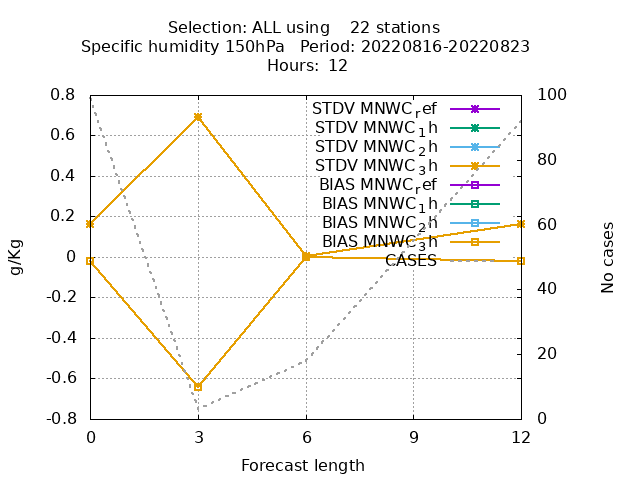 Selection: ALL using 22 stations
Specific humidity 150hPa Period: 20220816-20220823
Hours: 12
0.8
0.6
0.4
0.2
0
-0.2
-0.4
-0.6
-0.8
g/Kg
STDV MNWC_ref
STDV MNWC_1h
STDV MNWC_2h
STDV MNWC_3h
BIAS MNWC_ref
BIAS MNWC_1h
BIAS MNWC_2h
BIAS MNWC_3h
CASES
100
80
60
40
20
0
No cases
0 3 6 9 12
Forecast length